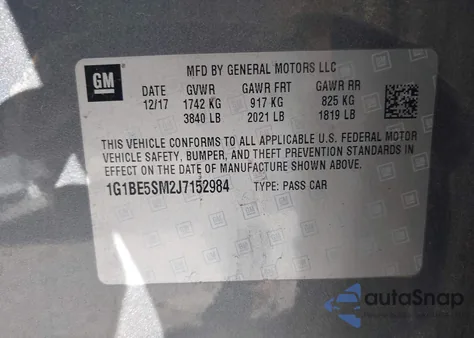 GM
MFD BY GENERAL MOTORS LLC
DATE GVWR GAWR FRT GAWR RR
12/17 1742 KG 917 KG 825 KG
3840 LB 2021 LB 1819 LB
THIS VEHICLE CONFORMS TO ALL APPLICABLE U.S. FEDERAL MOTOR
VEHICLE SAFETY, BUMPER, AND THEFT PREVENTION STANDARDS IN
EFFECT ON THE DATE OF MANUFACTURE SHOWN ABOVE.
1G1BE5SM2J7152984 TYPE: PASS CAR
autoSnap